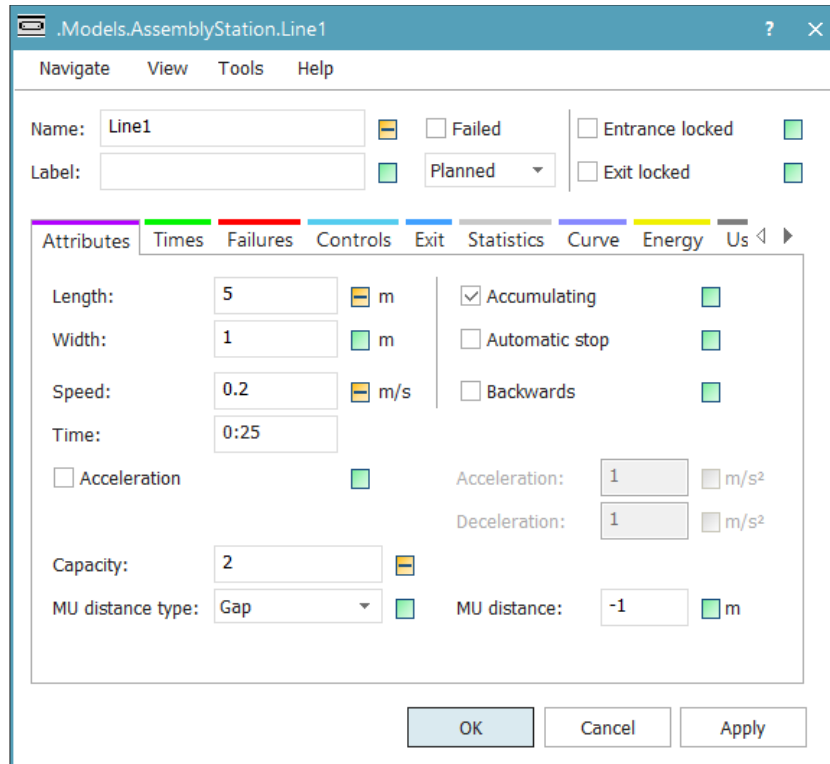 .Models.AssemblyStation.Line1 ?
Navigate View Tools Help
Name: Line1 Failed Entrance locked
Label: Planned Exit locked
Attributes Times Failures Controls Exit Statistics Curve Energy Us
Length: 5 m Accumulating
Width: 1 m Automatic stop
Speed: 0.2 m/s Backwards
Time: 0:25
Acceleration Acceleration: 1 m/s²
Deceleration: 1 m/s²
Capacity: 2
MU distance type: Gap MU distance: -1 m
OK Cancel Apply